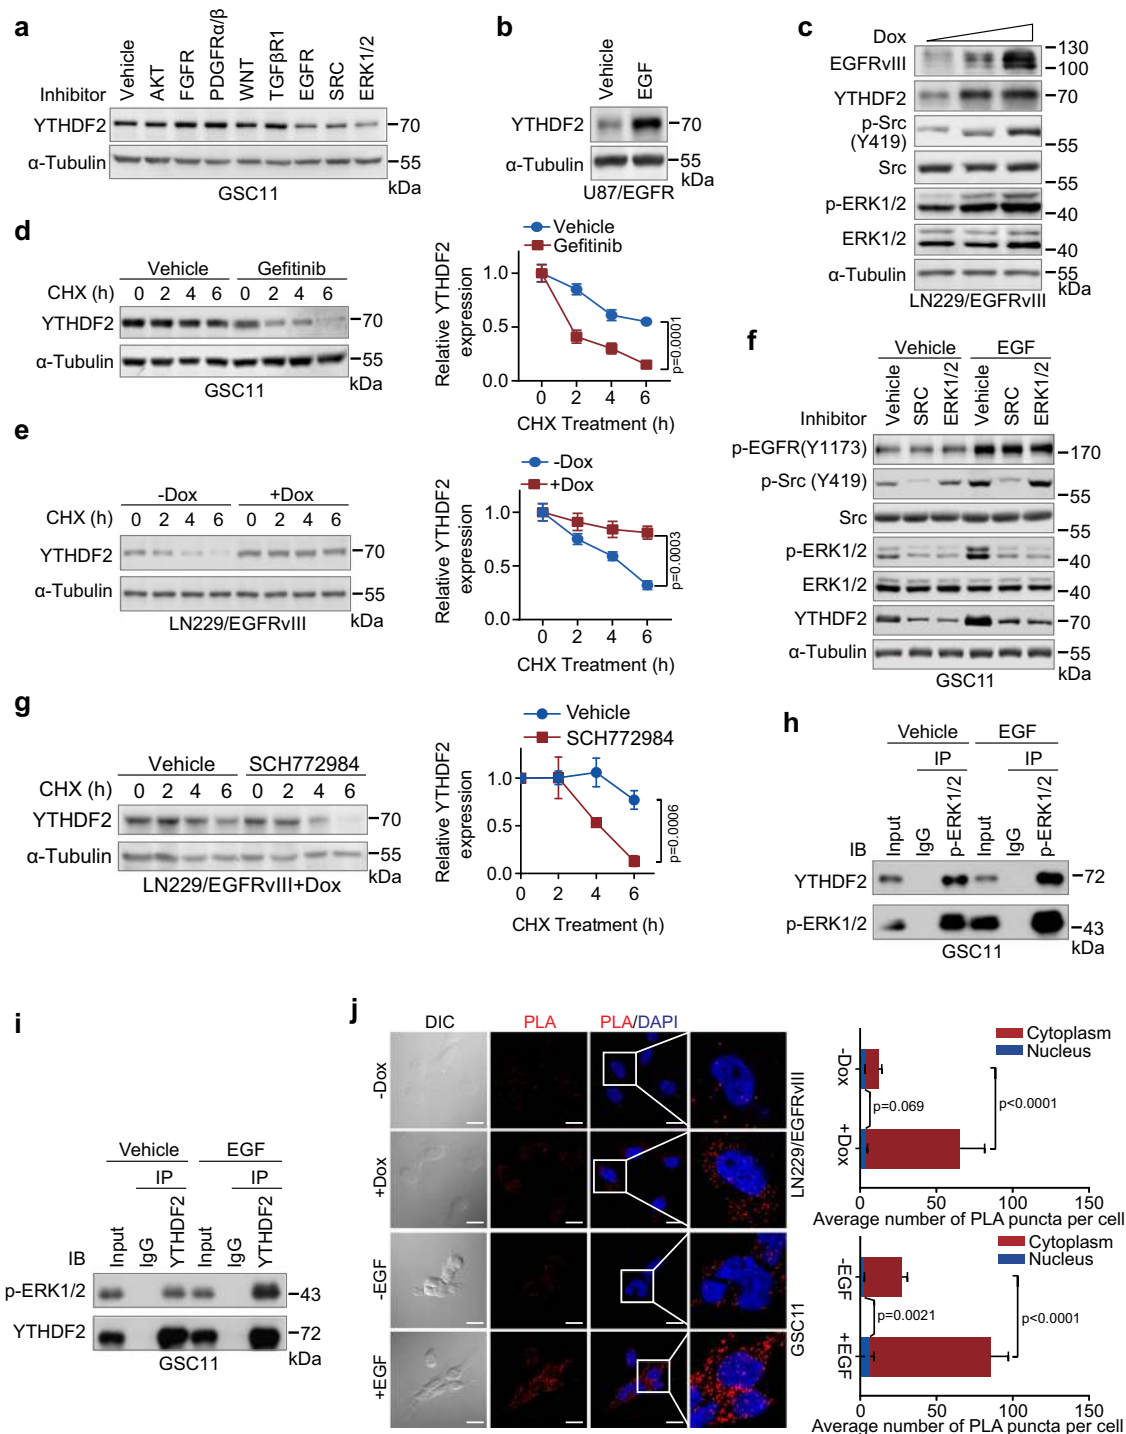 a
Inhibitor
Vehicle
AKT
FGFR
PDGFRα/β
WNT
TGFβR1
EGFR
SRC
ERK1/2
YTHDF2
70
α-Tubulin
55
kDa
GSC11
b
Vehicle
EGF
YTHDF2
70
α-Tubulin
55
kDa
U87/EGFR
c
Dox
EGFRvIII
130
100
YTHDF2
70
p-Src
(Y419)
55
Src
55
p-ERK1/2
40
ERK1/2
40
α-Tubulin
55
kDa
LN229/EGFRvIII
d
Vehicle Gefitinib
CHX (h) 0 2 4 6 0 2 4 6
YTHDF2
70
α-Tubulin
55
kDa
GSC11
Vehicle
Gefitinib
Relative YTHDF2
expression
1.0
0.5
0.0
0 2 4 6
CHX Treatment (h)
p=0.0001
e
-Dox +Dox
CHX (h) 0 2 4 6 0 2 4 6
YTHDF2
70
α-Tubulin
55
kDa
LN229/EGFRvIII
-Dox
+Dox
Relative YTHDF2
expression
1.0
0.5
0
0 2 4 6
CHX Treatment (h)
p=0.0003
f
Vehicle EGF
Inhibitor
Vehicle
SRC
ERK1/2
Vehicle
SRC
ERK1/2
p-EGFR(Y1173)
170
p-Src (Y419)
55
Src
55
p-ERK1/2
40
ERK1/2
40
YTHDF2
70
α-Tubulin
55
kDa
GSC11
g
Vehicle SCH772984
CHX (h) 0 2 4 6 0 2 4 6
YTHDF2
70
α-Tubulin
55
kDa
LN229/EGFRvIII+Dox
Vehicle
SCH772984
Relative YTHDF2
expression
1.0
0.5
0.0
0 2 4 6
CHX Treatment (h)
p=0.0006
h
Vehicle EGF
IP IP
IB
Input
IgG
p-ERK1/2
Input
IgG
p-ERK1/2
YTHDF2
72
p-ERK1/2
43
kDa
GSC11
i
Vehicle EGF
IP IP
IB
Input
IgG
YTHDF2
Input
IgG
YTHDF2
p-ERK1/2
43
YTHDF2
72
kDa
GSC11
j
DIC PLA PLA/DAPI
-Dox
+Dox
-EGF
+EGF
LN229/EGFRvIII
GSC11
Cytoplasm
Nucleus
-Dox
+Dox
p=0.069
p<0.0001
0 50 100 150
Average number of PLA puncta per cell
Cytoplasm
Nucleus
-EGF
+EGF
p=0.0021
p<0.0001
0 50 100 150
Average number of PLA puncta per cell